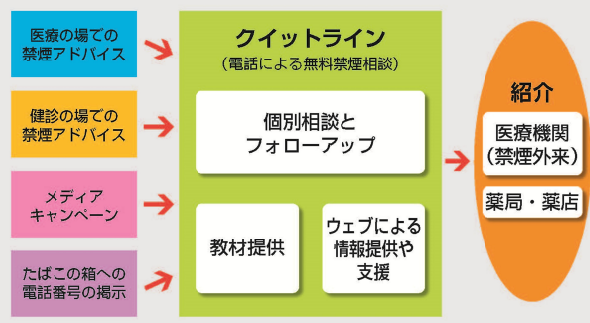 医療の場での
禁煙アドバイス
健診の場での
禁煙アドバイス
メディア
キャンペーン
たばこの箱への
電話番号の掲示
クイットライン
（電話による無料禁煙相談）
個別相談と
フォローアップ
教材提供
ウェブによる
情報提供や
支援
紹介
医療機関
（禁煙外来）
薬局・薬店